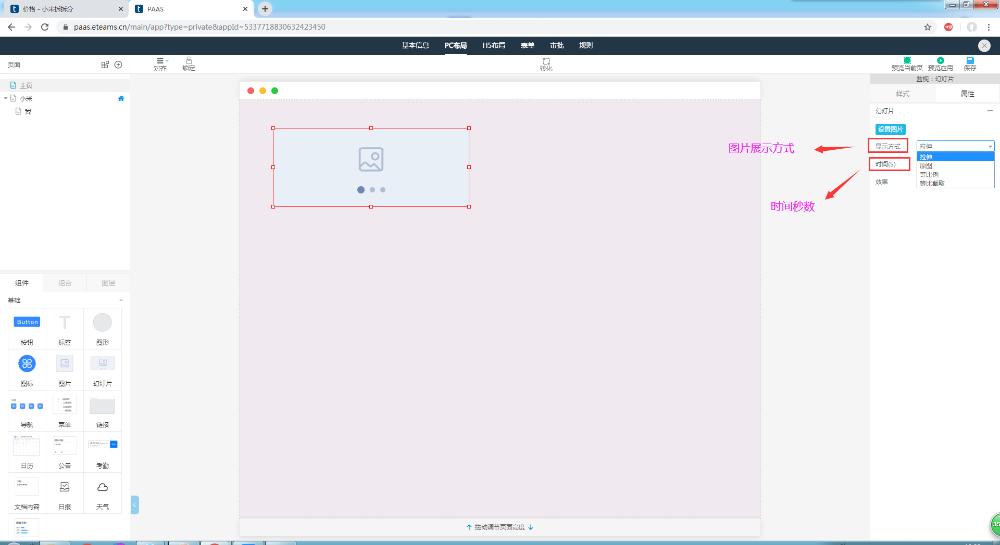 价格 - 小米拆拆分
PAAS
paas.eteams.cn/main/app?type=private&appId=5337718830632423450
基本信息
PC布局
H5布局
表单
审批
规则
页面
对齐
锁定
转化
预览当前页
预览应用
保存
主页
小米
我
监视：幻灯片
样式
属性
幻灯片
设置图片
显示方式
拉伸
拉伸
原图
等比例
等比截取
时间(S)
效果
图片展示方式
时间秒数
组件
组合
图层
基础
Button
T
按钮
标签
图形
图标
图片
幻灯片
导航
菜单
链接
日历
公告
考勤
文档内容
日报
天气
图表名称
拖动调节页面高度
35